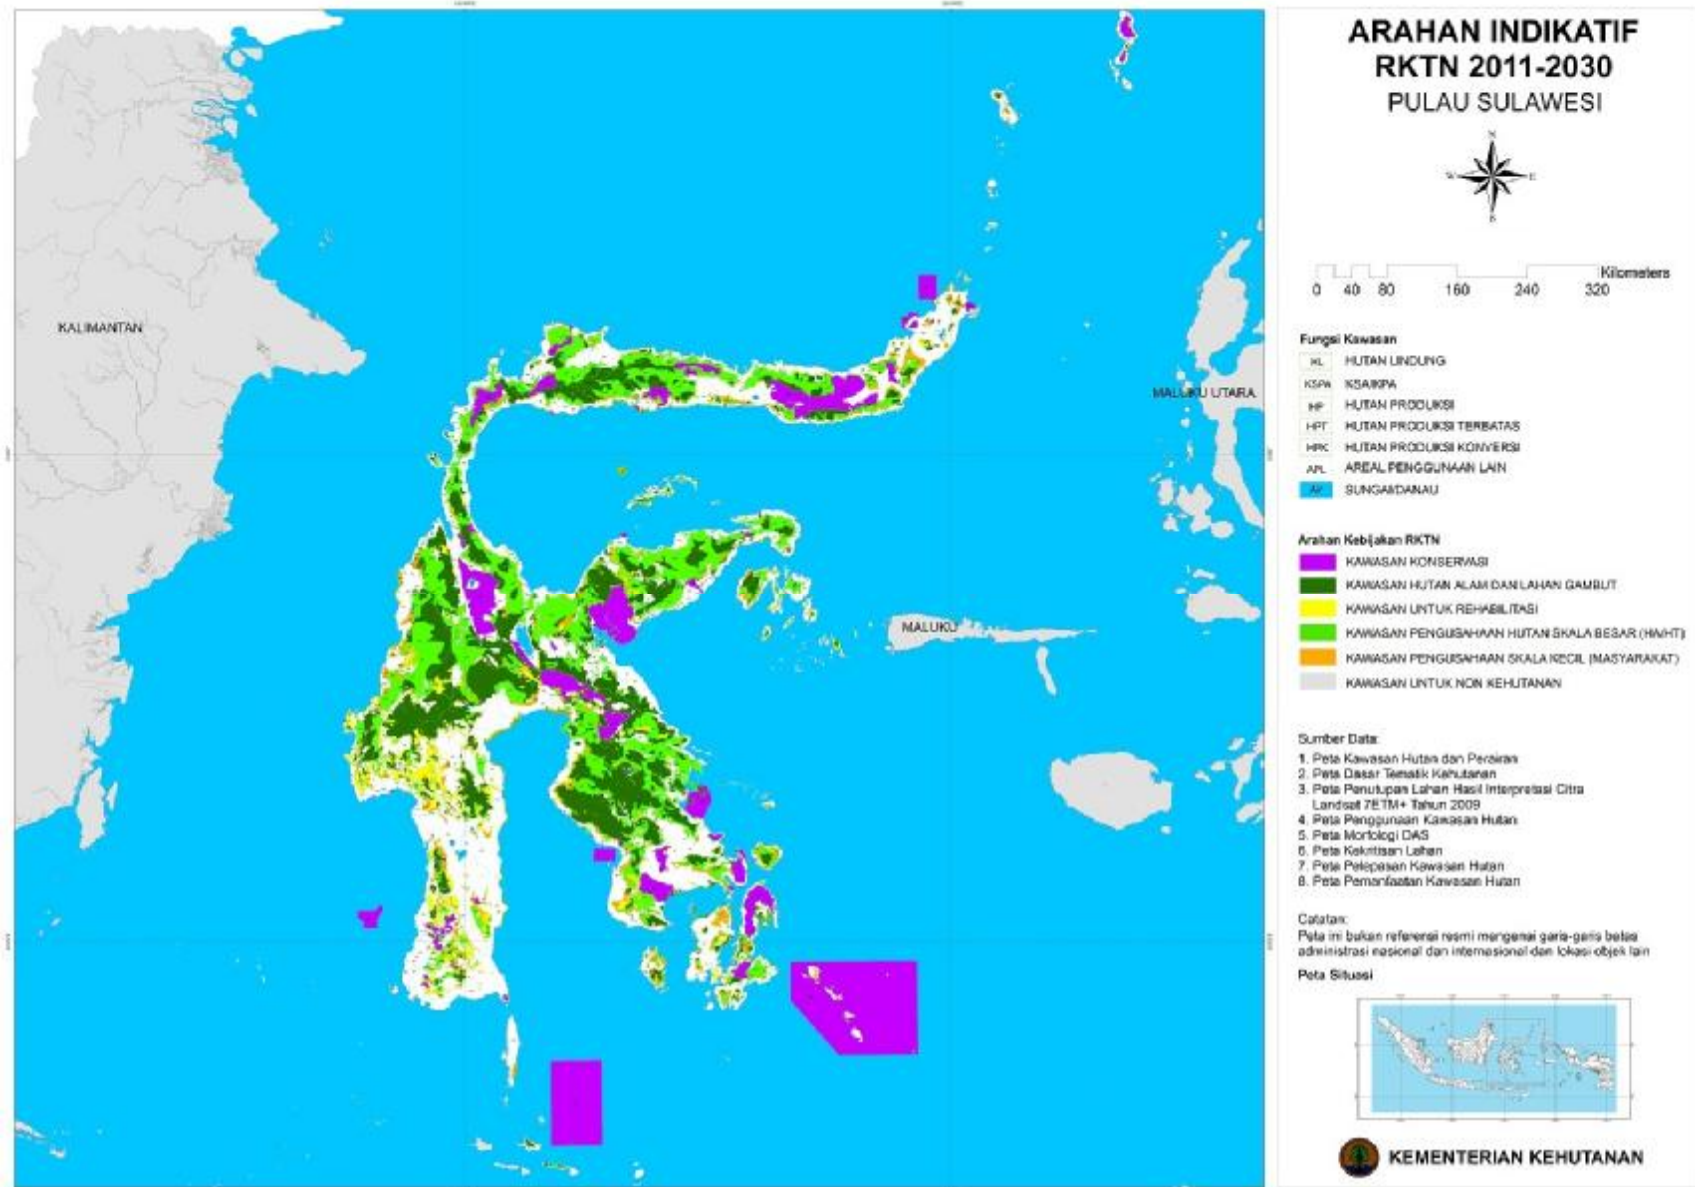 ARAHAN INDIKATIF
RKTN 2011-2030
PULAU SULAWESI
N
W
E
S
Kilometers
0 40 80 160 240 320
KALIMANTAN
MALUKU UTARA
MALUKU
Fungsi Kawasan
HL HUTAN LINDUNG
KSPA KSA/KPA
HP HUTAN PRODUKSI
HPT HUTAN PRODUKSI TERBATAS
HPK HUTAN PRODUKSI KONVERSI
APL AREAL PENGGUNAAN LAIN
Air SUNGAI/DANAU
Arahan Kebijakan RKTN
KAWASAN KONSERVASI
KAWASAN HUTAN ALAM DAN LAHAN GAMBUT
KAWASAN UNTUK REHABILITASI
KAWASAN PENGUSAHAAN HUTAN SKALA BESAR (HA/HT)
KAWASAN PENGUSAHAAN SKALA KECIL (MASYARAKAT)
KAWASAN UNTUK NON KEHUTANAN
Sumber Data:
1. Peta Kawasan Hutan dan Perairan
2. Peta Dasar Tematik Kehutanan
3. Peta Penutupan Lahan Hasil Interpretasi Citra
Landsat 7ETM+ Tahun 2009
4. Peta Penggunaan Kawasan Hutan
5. Peta Morfologi DAS
6. Peta Kekritisan Lahan
7. Peta Pelepasan Kawasan Hutan
8. Peta Pemanfaatan Kawasan Hutan
Catatan:
Peta ini bukan referensi resmi mengenai garis-garis batas
administrasi nasional dan internasional dan lokasi objek lain
Peta Situasi
KEMENTERIAN KEHUTANAN